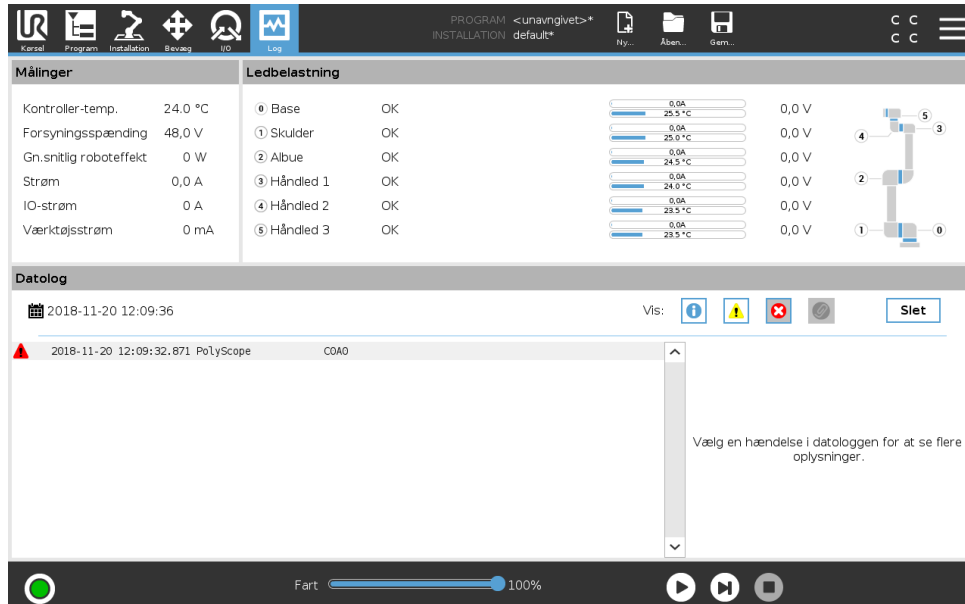 UR
PROGRAM <unavngivet>*
INSTALLATION default*
C C
C C
Kørsel Program Installation Bevæg I/O Log
Ny... Åben... Gem...
Målinger
Kontroller-temp. 24.0 °C
Forsyningsspænding 48,0 V
Gn.snitlig roboteffekt 0 W
Strøm 0,0 A
IO-strøm 0 A
Værktøjsstrøm 0 mA
Ledbelastning
0 Base OK 0,0A 25.5 °C 0,0 V
1 Skulder OK 0,0A 25.0 °C 0,0 V
2 Albue OK 0,0A 24.5 °C 0,0 V
3 Håndled 1 OK 0,0A 24.0 °C 0,0 V
4 Håndled 2 OK 0,0A 23.5 °C 0,0 V
5 Håndled 3 OK 0,0A 23.5 °C 0,0 V
5
4 3
2
1 0
Datolog
2018-11-20 12:09:36 Vis: Slet
2018-11-20 12:09:32.871 PolyScope C0A0
Vælg en hændelse i datologgen for at se flere
oplysninger.
Fart 100%